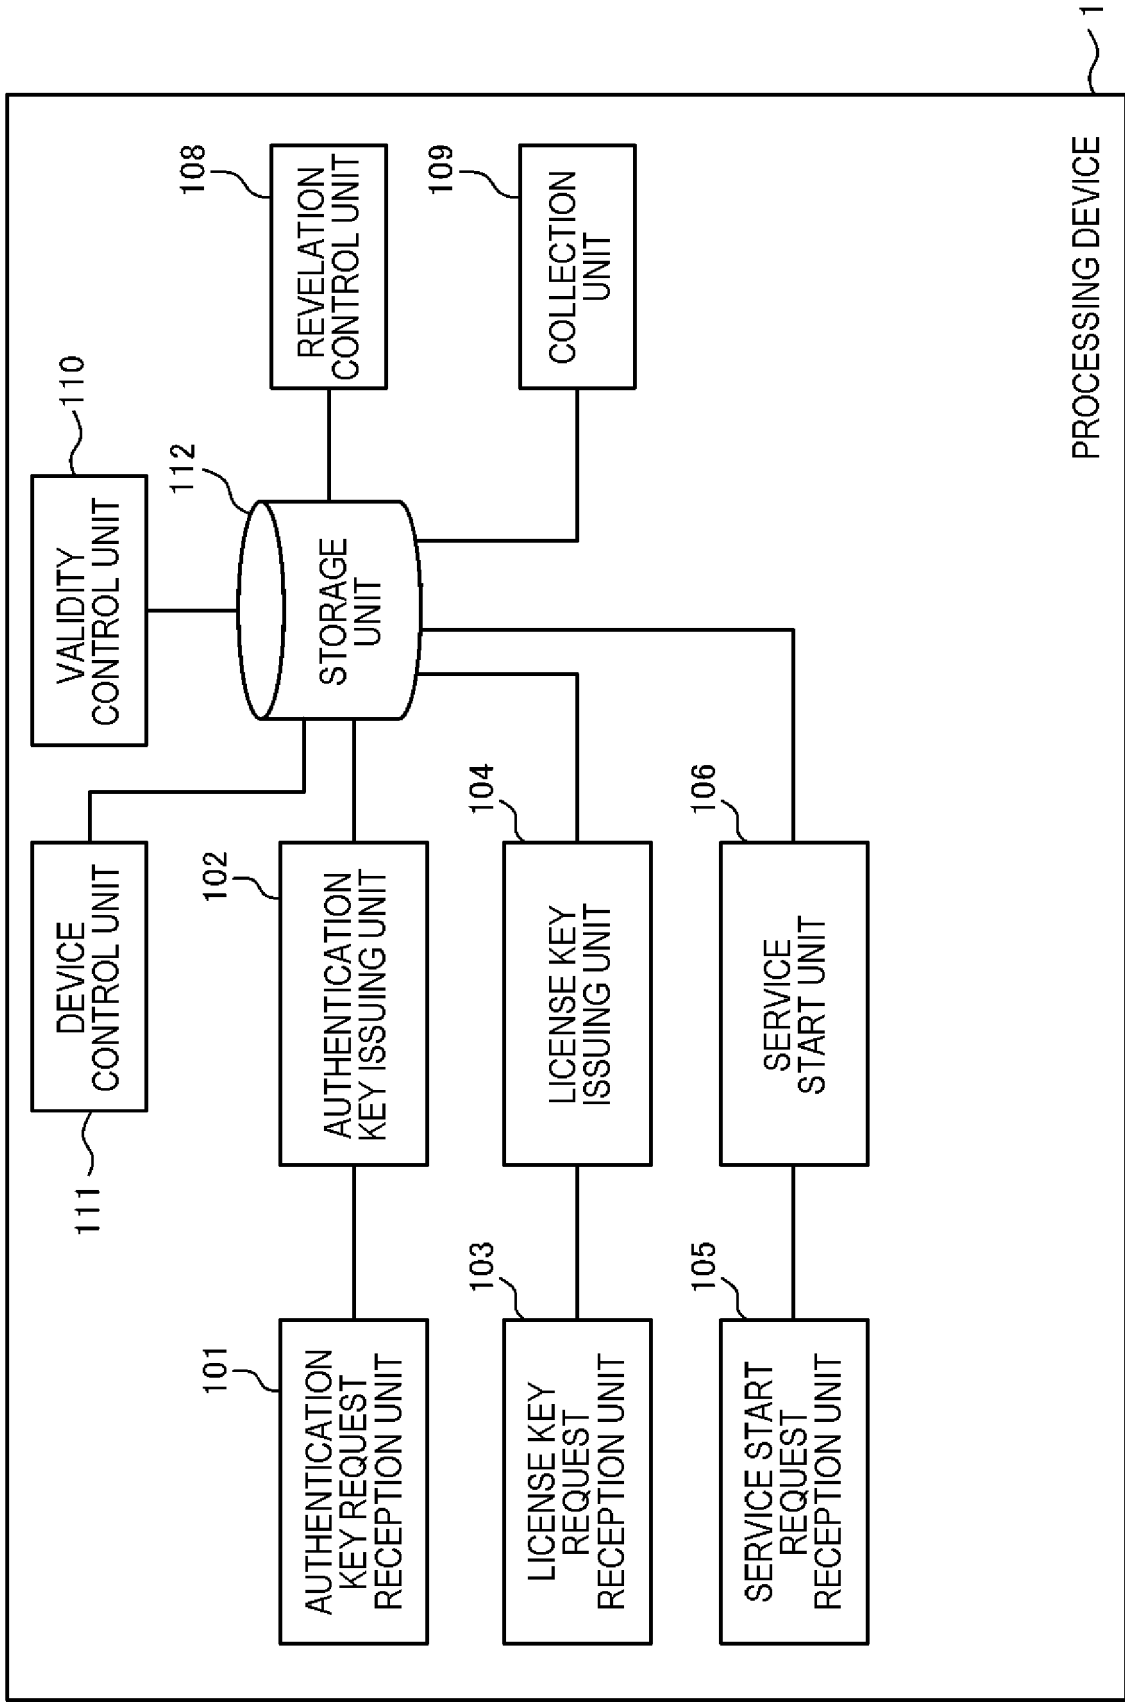 1
PROCESSING DEVICE
111
DEVICE
CONTROL UNIT
110
VALIDITY
CONTROL UNIT
101
AUTHENTICATION
KEY REQUEST
RECEPTION UNIT
102
AUTHENTICATION
KEY ISSUING UNIT
112
STORAGE
UNIT
108
REVELATION
CONTROL UNIT
103
LICENSE KEY
REQUEST
RECEPTION UNIT
104
LICENSE KEY
ISSUING UNIT
109
COLLECTION
UNIT
105
SERVICE START
REQUEST
RECEPTION UNIT
106
SERVICE
START UNIT